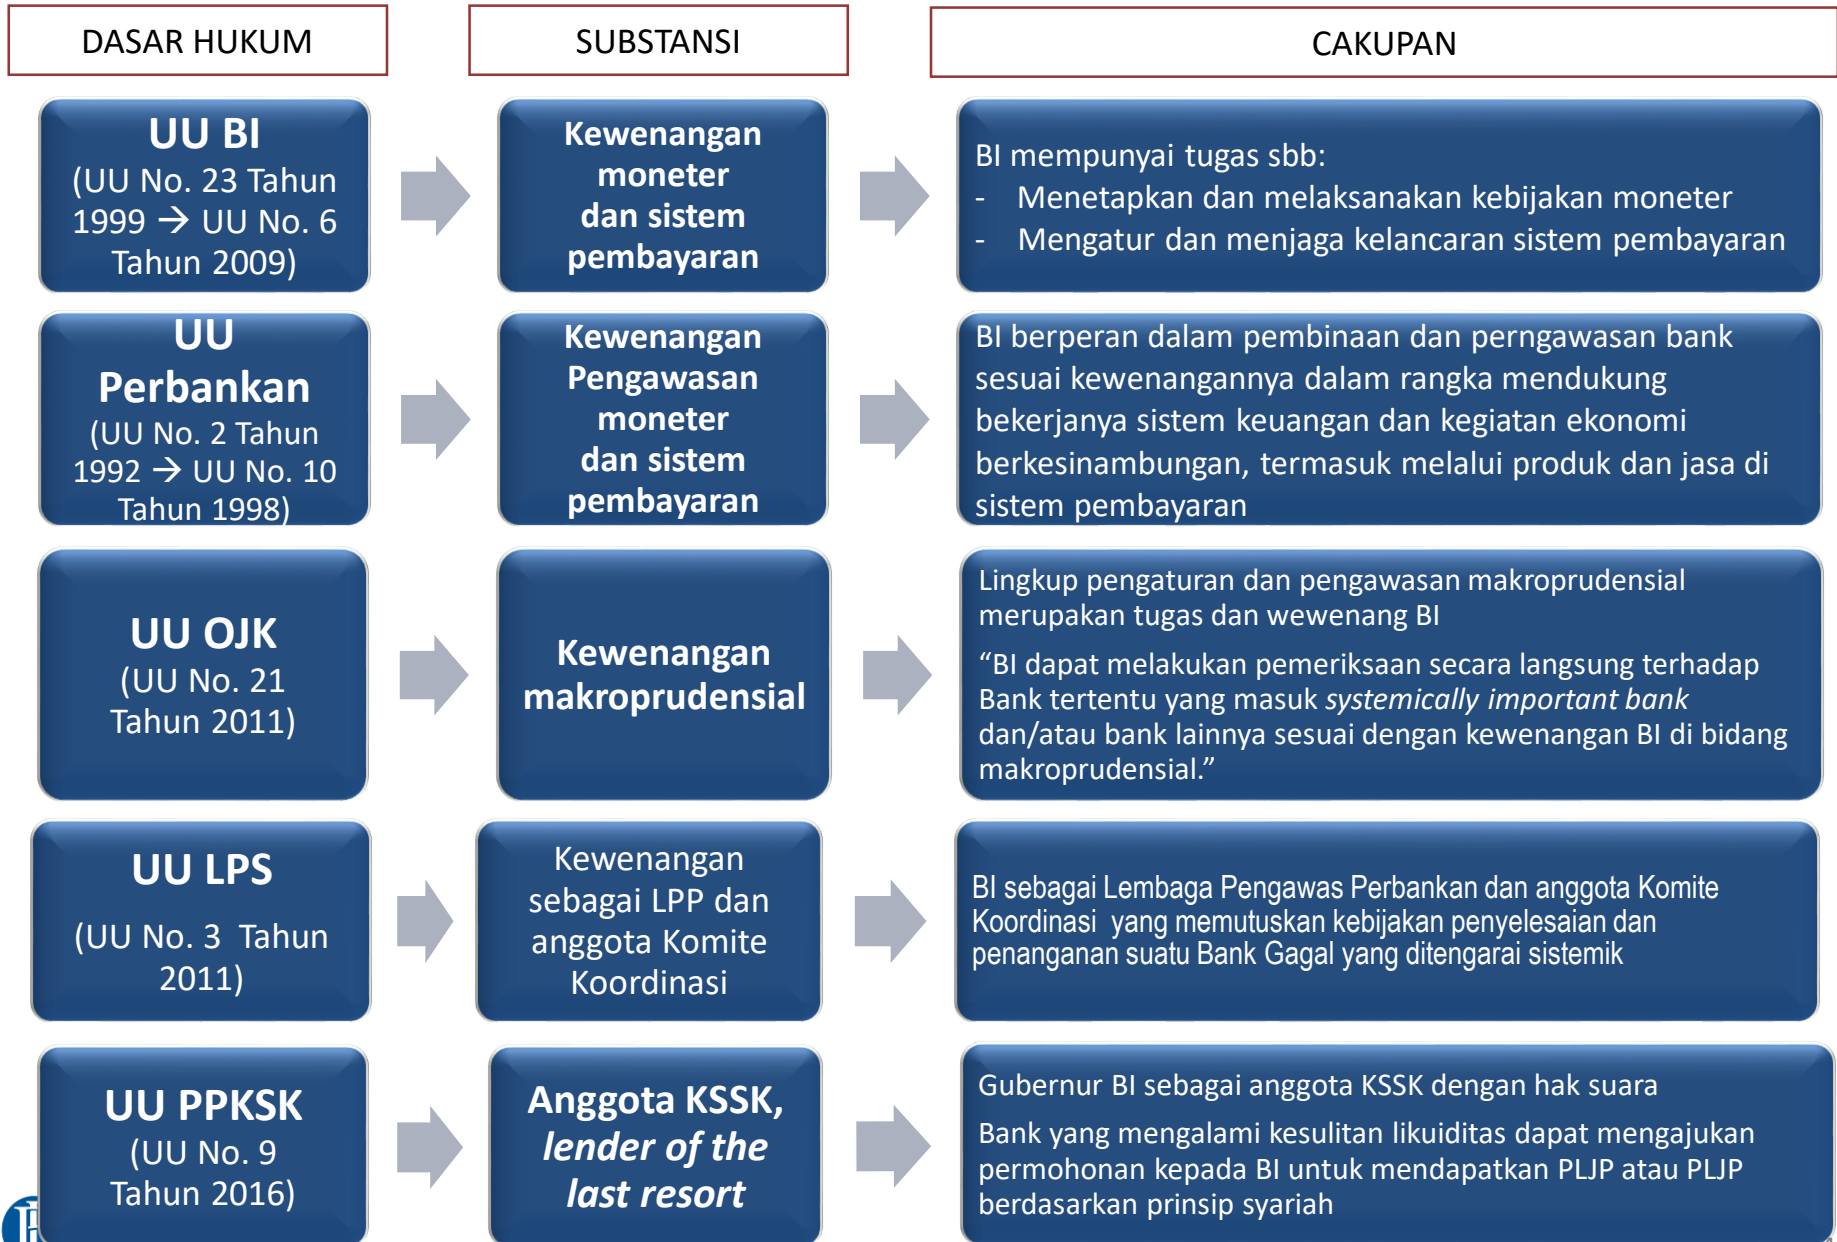 DASAR HUKUM
SUBSTANSI
CAKUPAN
UU BI
(UU No. 23 Tahun
1999 → UU No. 6
Tahun 2009)
Kewenangan
moneter
dan sistem
pembayaran
BI mempunyai tugas sbb:
- Menetapkan dan melaksanakan kebijakan moneter
- Mengatur dan menjaga kelancaran sistem pembayaran
UU
Perbankan
(UU No. 2 Tahun
1992 → UU No. 10
Tahun 1998)
Kewenangan
Pengawasan
moneter
dan sistem
pembayaran
BI berperan dalam pembinaan dan perngawasan bank
sesuai kewenangannya dalam rangka mendukung
bekerjanya sistem keuangan dan kegiatan ekonomi
berkesinambungan, termasuk melalui produk dan jasa di
sistem pembayaran
UU OJK
(UU No. 21
Tahun 2011)
Kewenangan
makroprudensial
Lingkup pengaturan dan pengawasan makroprudensial
merupakan tugas dan wewenang BI
“BI dapat melakukan pemeriksaan secara langsung terhadap
Bank tertentu yang masuk systemically important bank
dan/atau bank lainnya sesuai dengan kewenangan BI di bidang
makroprudensial.”
UU LPS
(UU No. 3 Tahun
2011)
Kewenangan
sebagai LPP dan
anggota Komite
Koordinasi
BI sebagai Lembaga Pengawas Perbankan dan anggota Komite
Koordinasi yang memutuskan kebijakan penyelesaian dan
penanganan suatu Bank Gagal yang ditengarai sistemik
UU PPKSK
(UU No. 9
Tahun 2016)
Anggota KSSK,
lender of the
last resort
Gubernur BI sebagai anggota KSSK dengan hak suara
Bank yang mengalami kesulitan likuiditas dapat mengajukan
permohonan kepada BI untuk mendapatkan PLJP atau PLJP
berdasarkan prinsip syariah